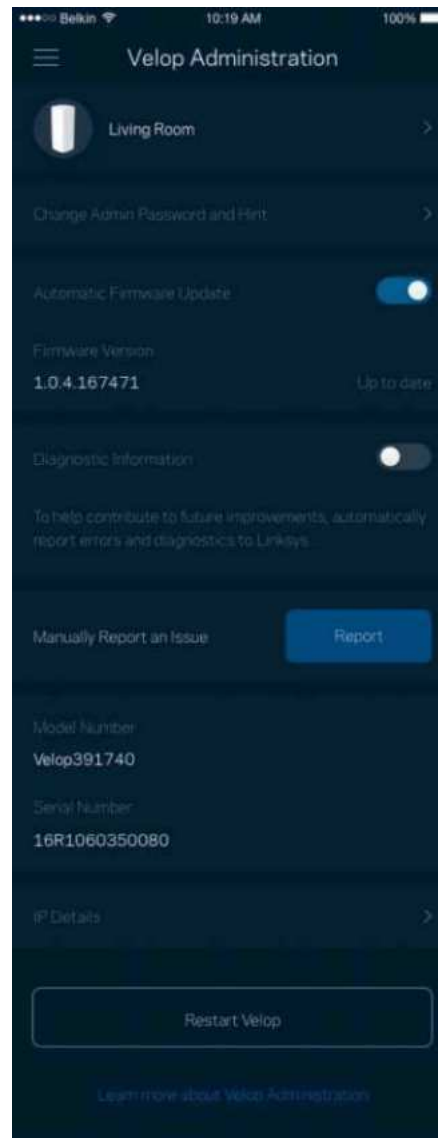 Belkin 10:19 AM 100%
Velop Administration
Living Room
Change Admin Password and Hint
Automatic Firmware Update
Firmware Version
1.0.4.167471 Up to date
Diagnostic Information
To help contribute to future improvements, automatically
report errors and diagnostics to Linksys
Manually Report an Issue Report
Model Number
Velop391740
Serial Number
16R1060350080
IP Details
Restart Velop
Learn more about Velop Administration